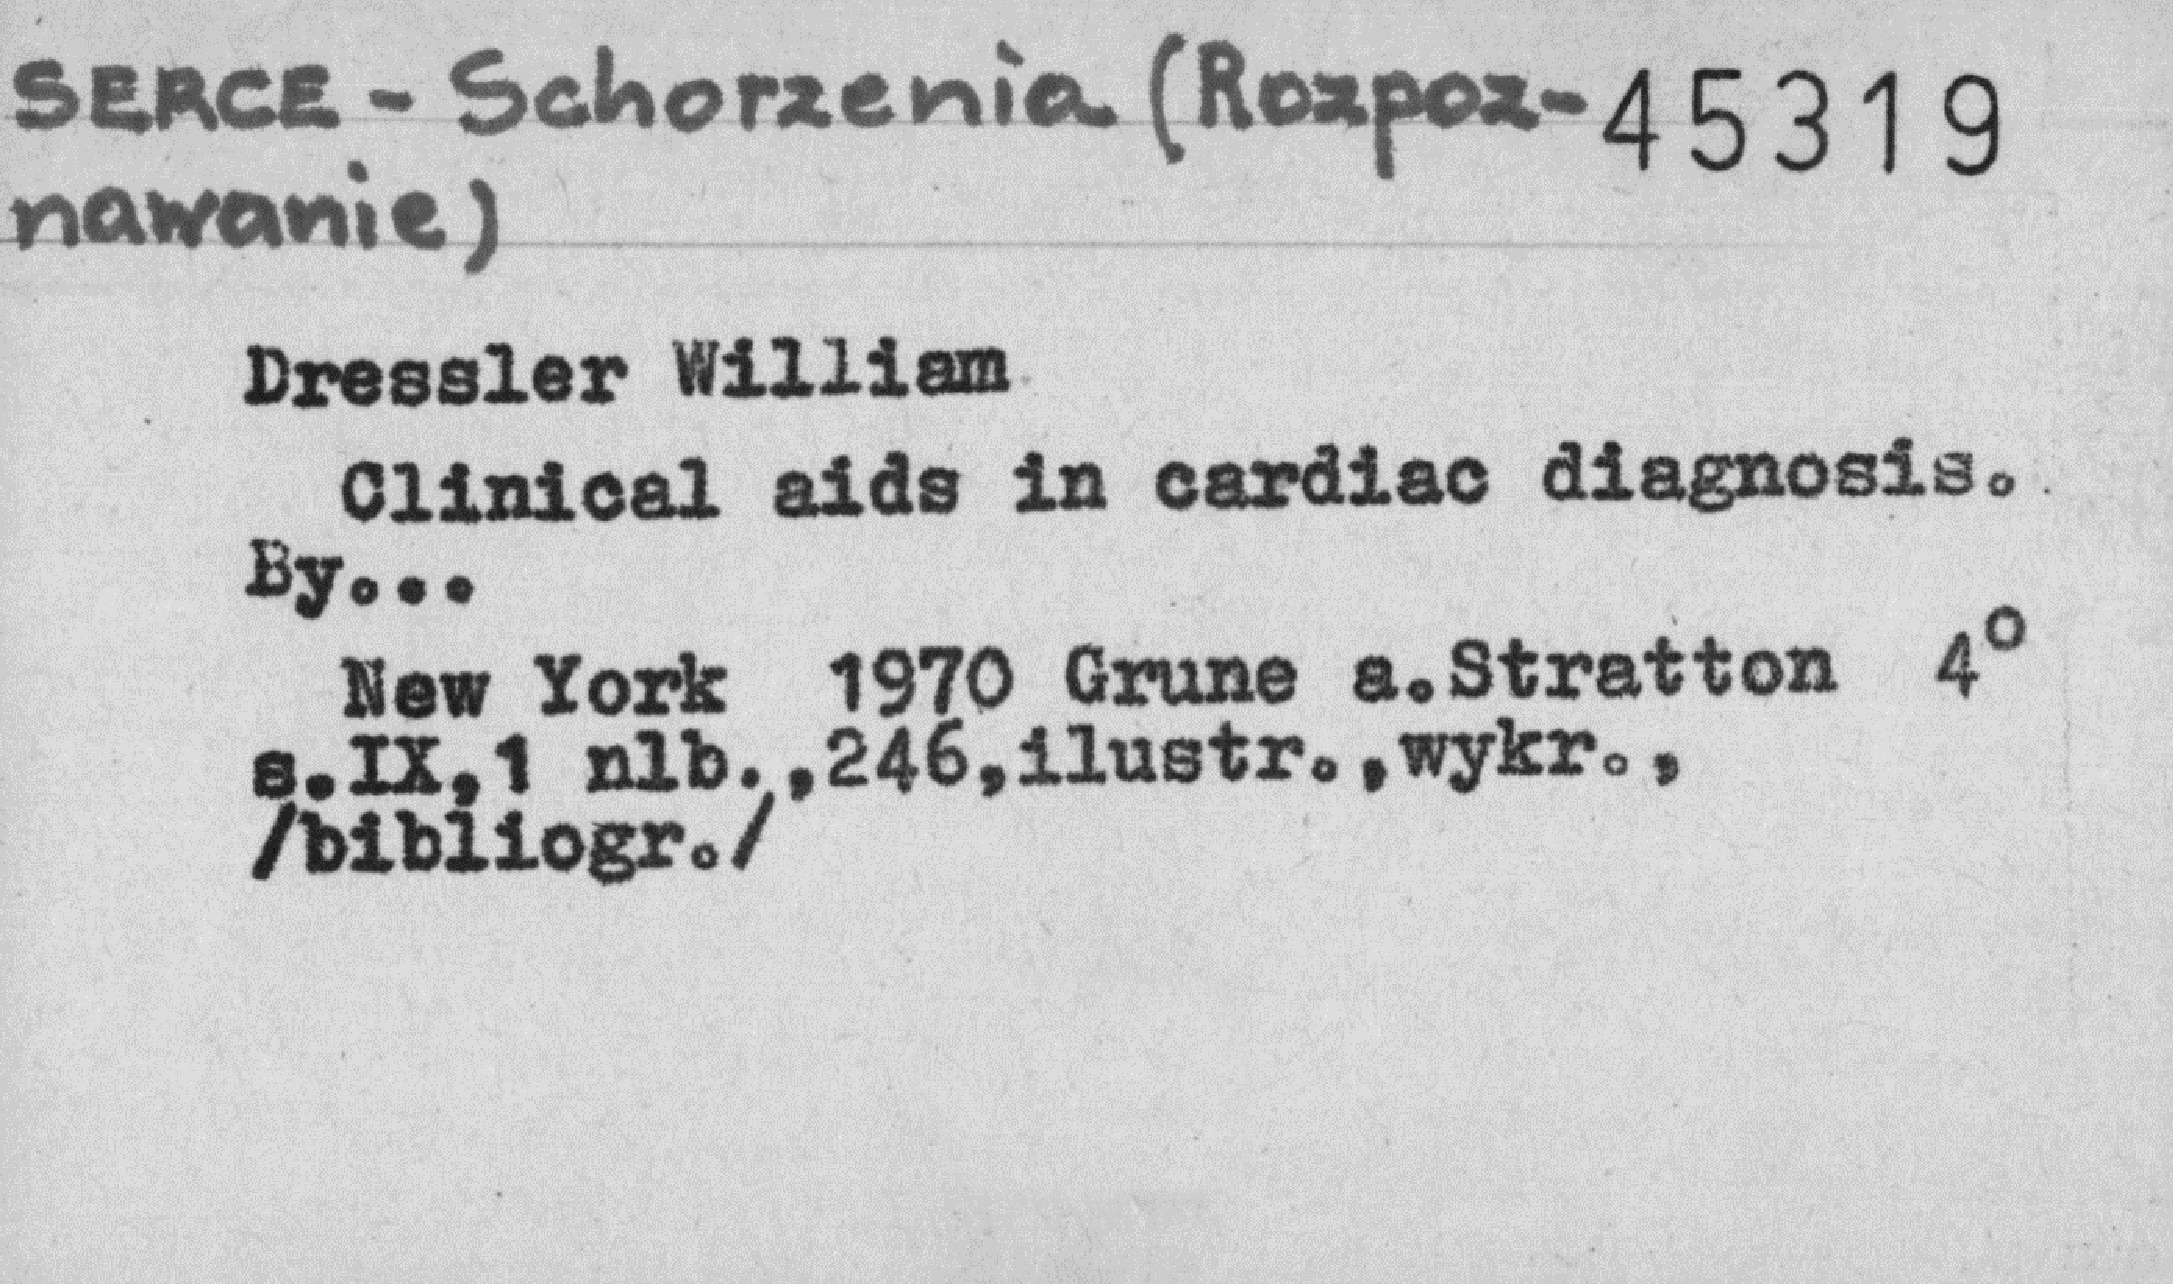 SERCE - Schorzenia (Rozpoz- 45319
nawanie)
Dressler William
Clinical aids in cardiac diagnosis.
By...
New York 1970 Grune a.Stratton 4°
s.IX,1 nlb.,246,ilustr.,wykr.,
/bibliogr./